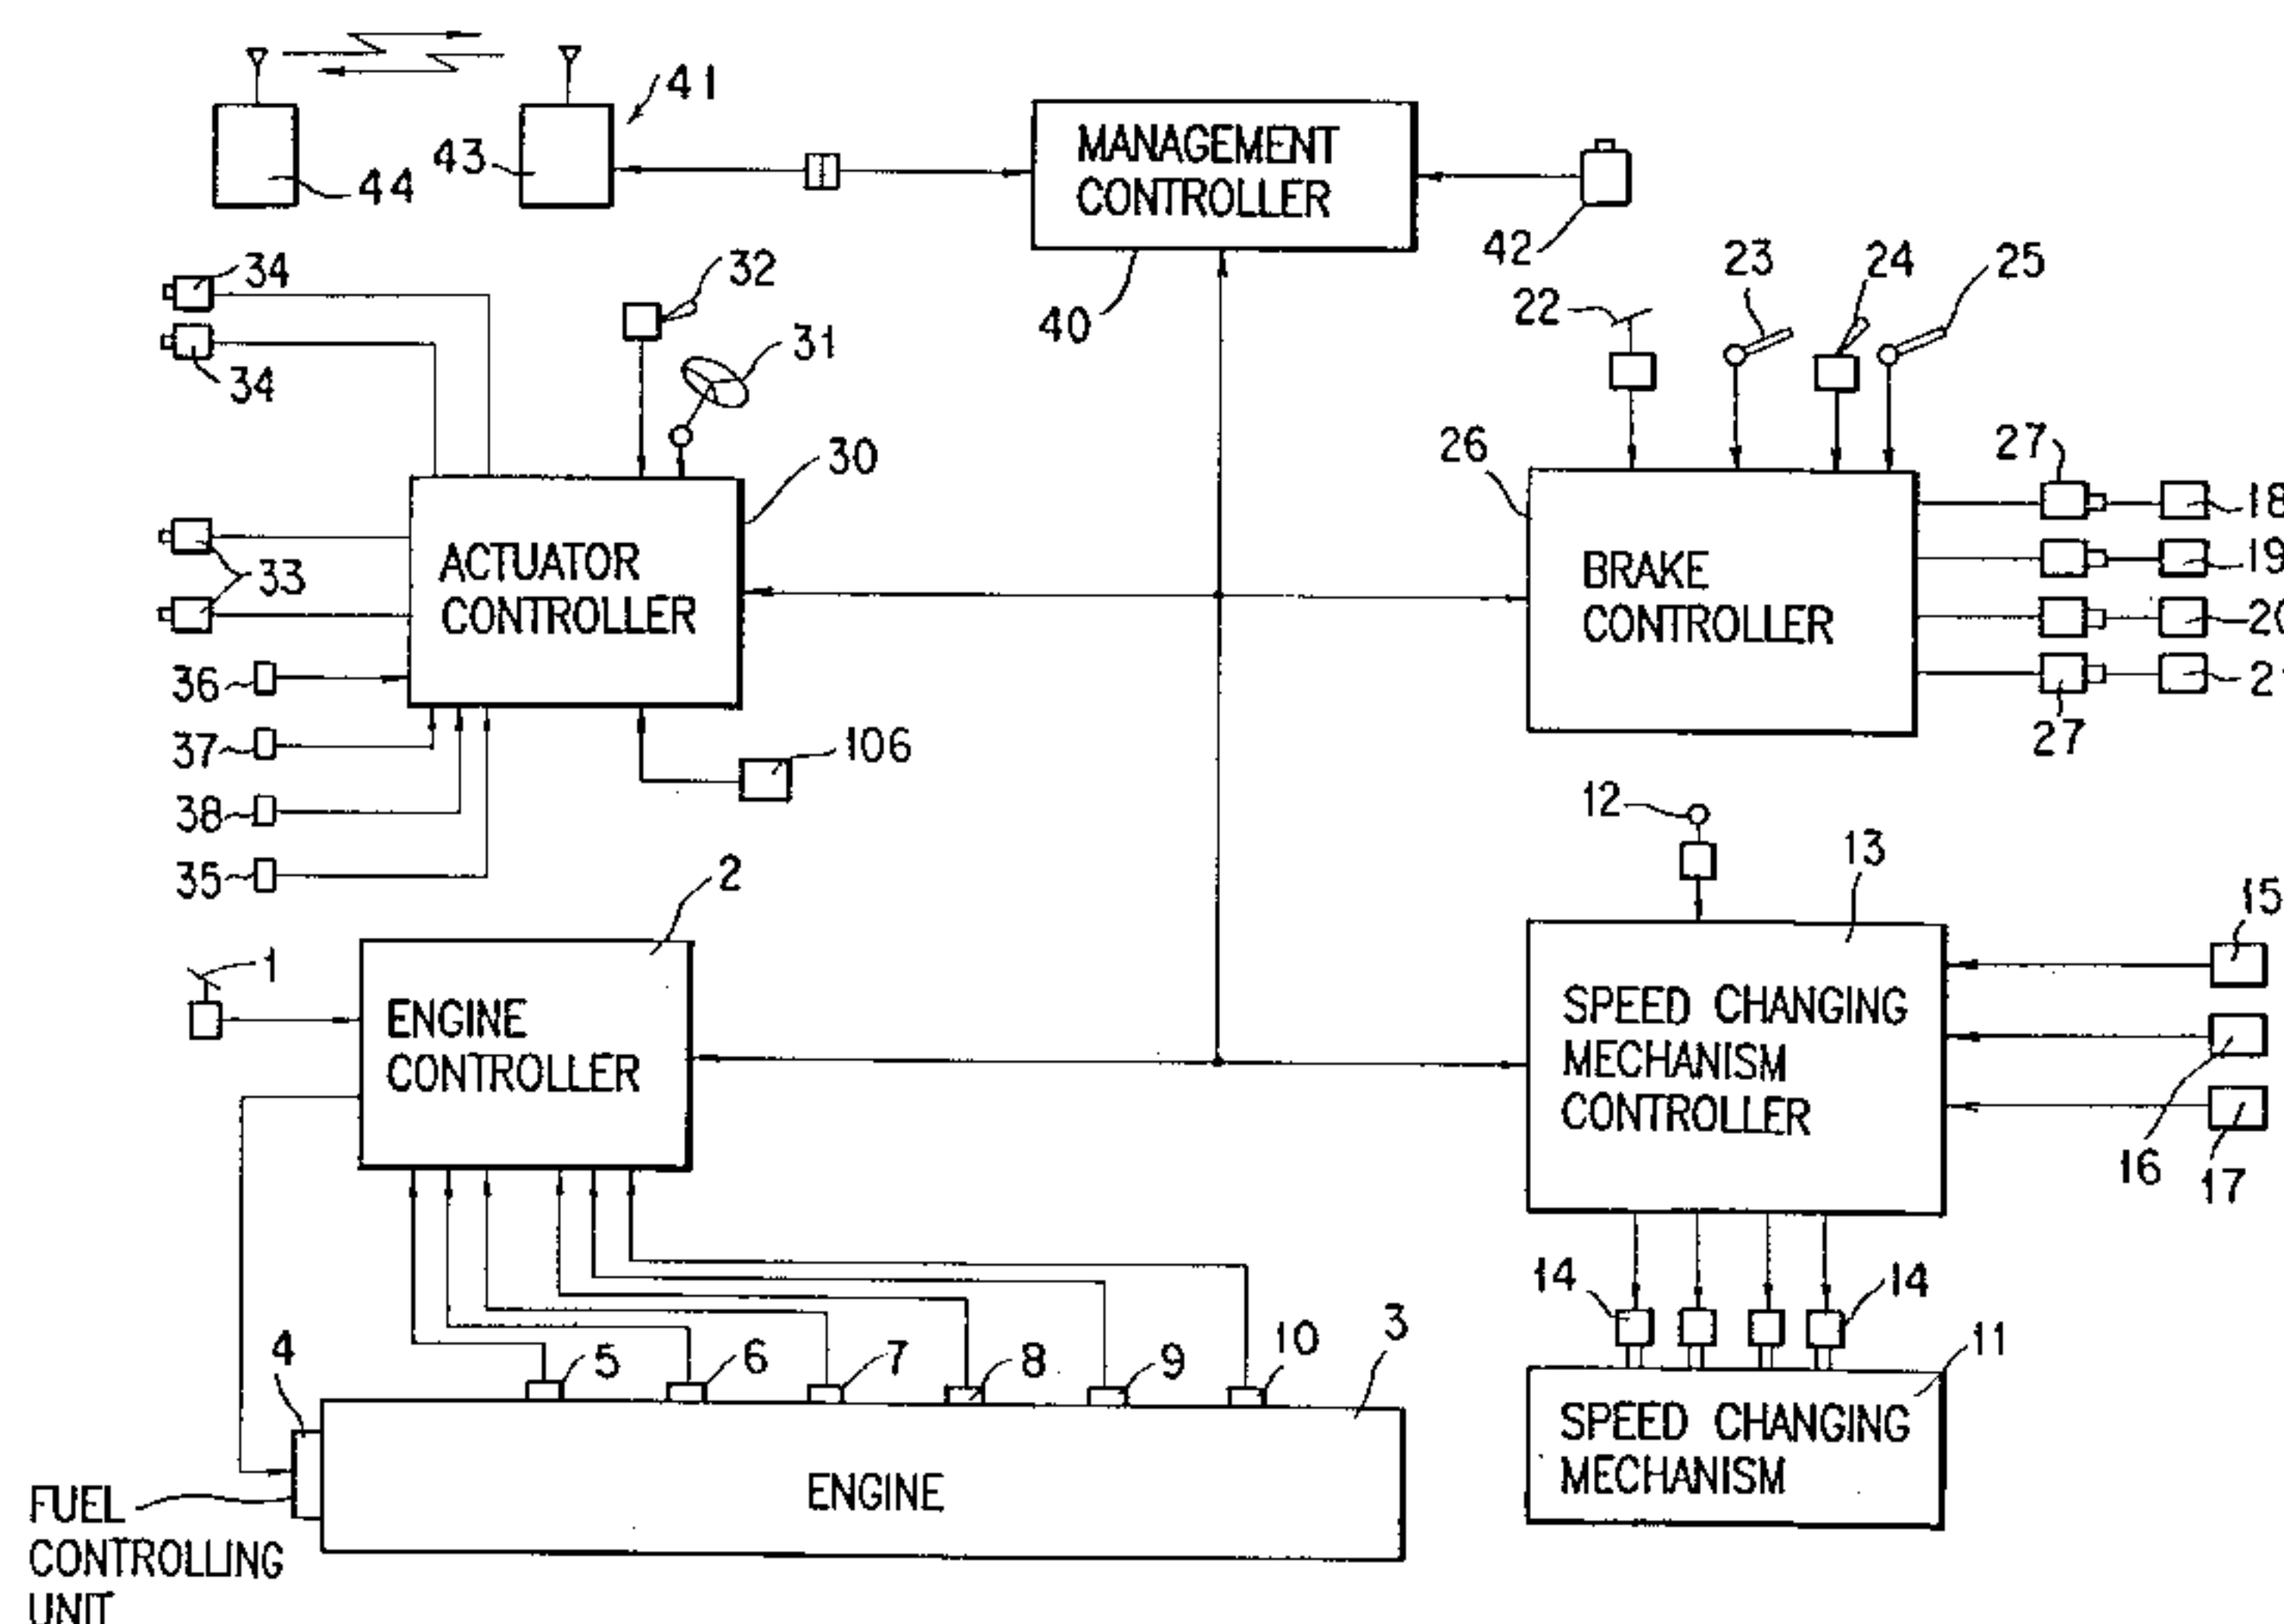 41
43
44
MANAGEMENT
CONTROLLER
42
40
34
34
32
31
30
22
23
24
25
26
27
18
19
20
27
33
ACTUATOR
CONTROLLER
BRAKE
CONTROLLER
36
37
38
35
106
12
13
15
16
17
2
1
ENGINE
CONTROLLER
SPEED CHANGING
MECHANISM
CONTROLLER
14
14
11
SPEED CHANGING
MECHANISM
4
5
6
7
8
9
10
3
ENGINE
FUEL
CONTROLLING
UNIT